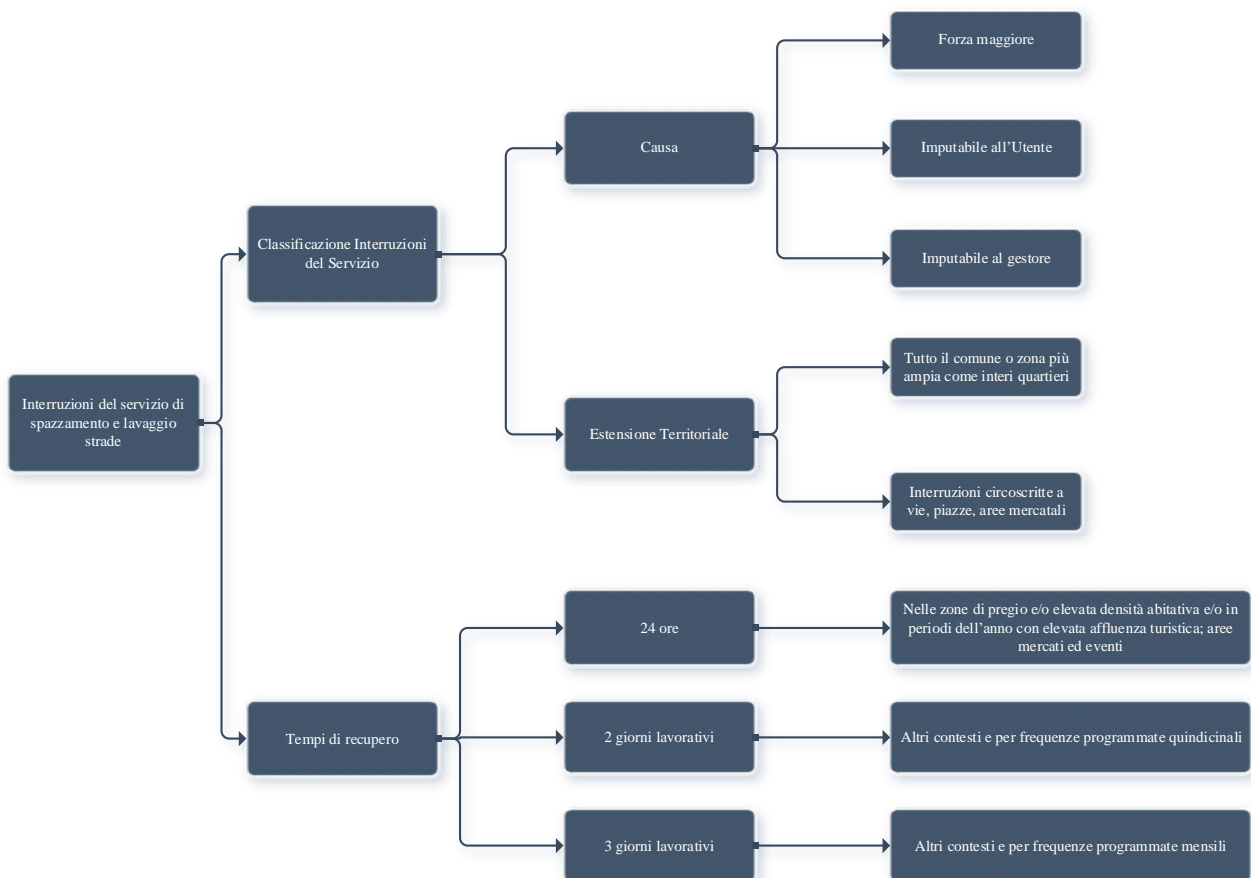 Interruzioni del servizio di
spazzamento e lavaggio
strade
Classificazione Interruzioni
del Servizio
Causa
Forza maggiore
Imputabile all’Utente
Imputabile al gestore
Estensione Territoriale
Tutto il comune o zona più
ampia come interi quartieri
Interruzioni circoscritte a
vie, piazze, aree mercatali
Tempi di recupero
24 ore
Nelle zone di pregio e/o elevata densità abitativa e/o in
periodi dell’anno con elevata affluenza turistica; aree
mercati ed eventi
2 giorni lavorativi
Altri contesti e per frequenze programmate quindicinali
3 giorni lavorativi
Altri contesti e per frequenze programmate mensili